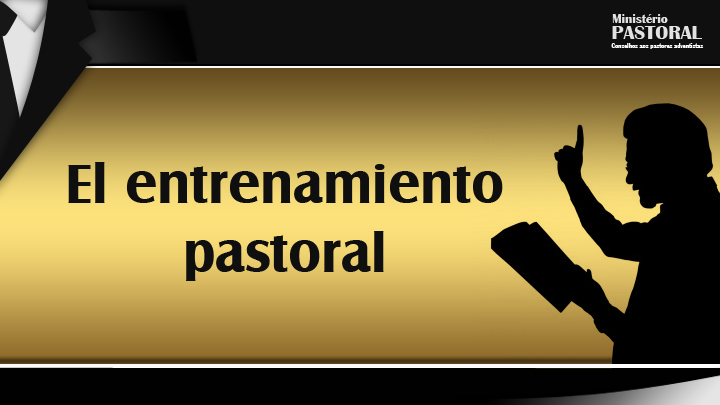 Ministério
PASTORAL
Conselhos aos pastores adventistas
El entrenamiento
pastoral